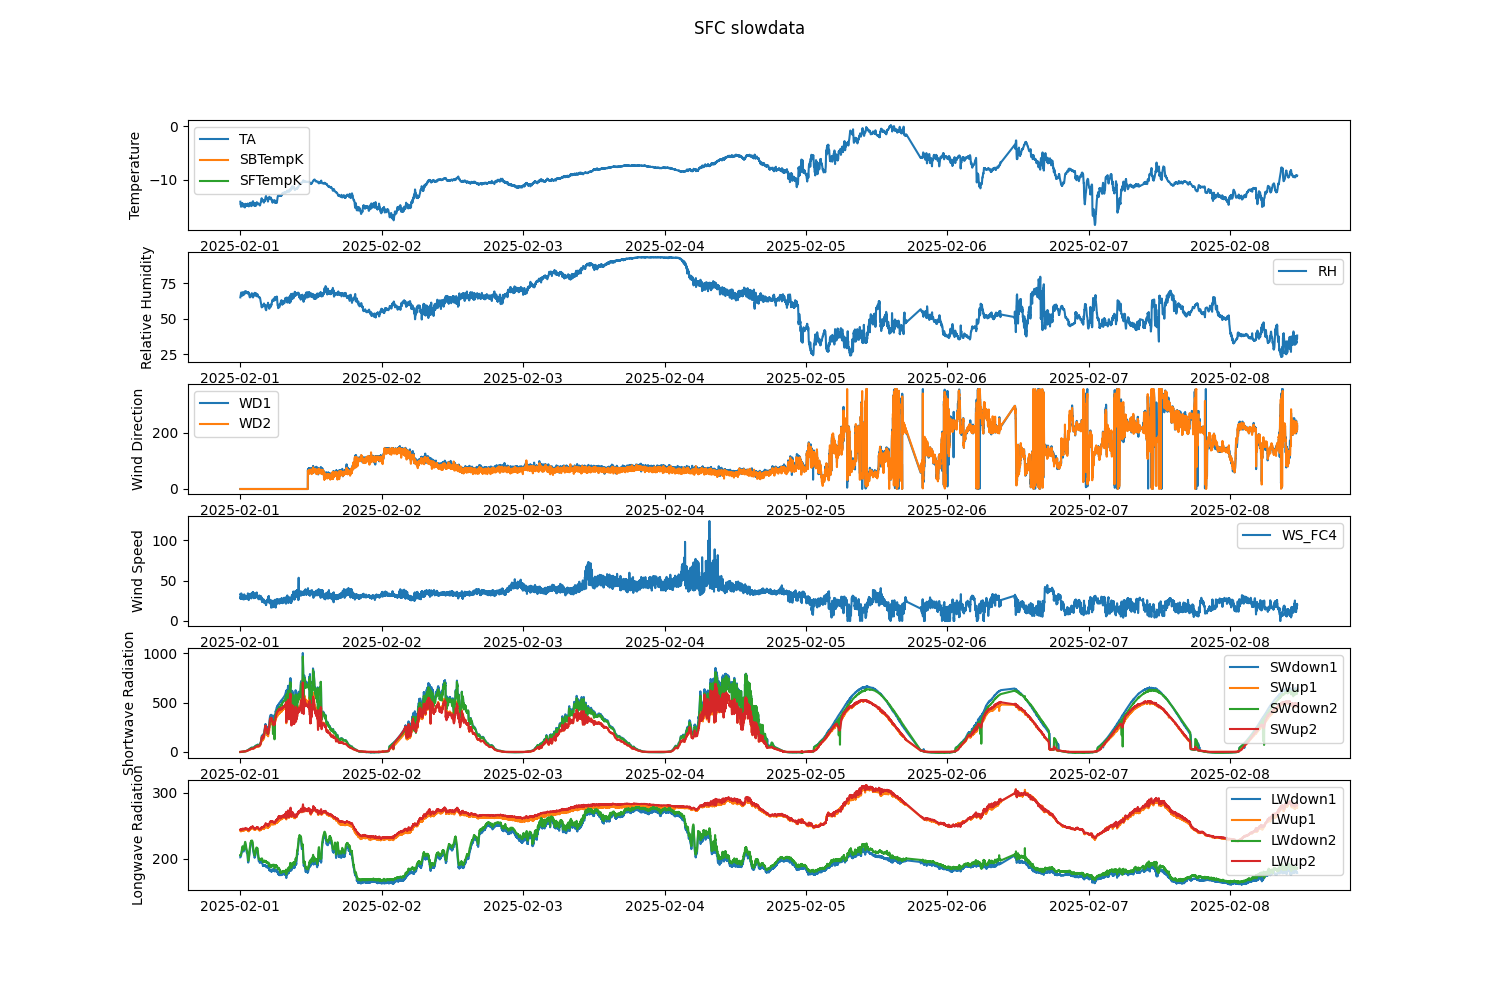 SFC slowdata
Temperature
0
−10
TA
SBTempK
SFTempK
2025-02-01 2025-02-02 2025-02-03 2025-02-04 2025-02-05 2025-02-06 2025-02-07 2025-02-08
Relative Humidity
75
50
25
RH
2025-02-01 2025-02-02 2025-02-03 2025-02-04 2025-02-05 2025-02-06 2025-02-07 2025-02-08
Wind Direction
200
0
WD1
WD2
2025-02-01 2025-02-02 2025-02-03 2025-02-04 2025-02-05 2025-02-06 2025-02-07 2025-02-08
Wind Speed
100
50
0
WS_FC4
2025-02-01 2025-02-02 2025-02-03 2025-02-04 2025-02-05 2025-02-06 2025-02-07 2025-02-08
Shortwave Radiation
1000
500
0
SWdown1
SWup1
SWdown2
SWup2
2025-02-01 2025-02-02 2025-02-03 2025-02-04 2025-02-05 2025-02-06 2025-02-07 2025-02-08
Longwave Radiation
300
200
LWdown1
LWup1
LWdown2
LWup2
2025-02-01 2025-02-02 2025-02-03 2025-02-04 2025-02-05 2025-02-06 2025-02-07 2025-02-08